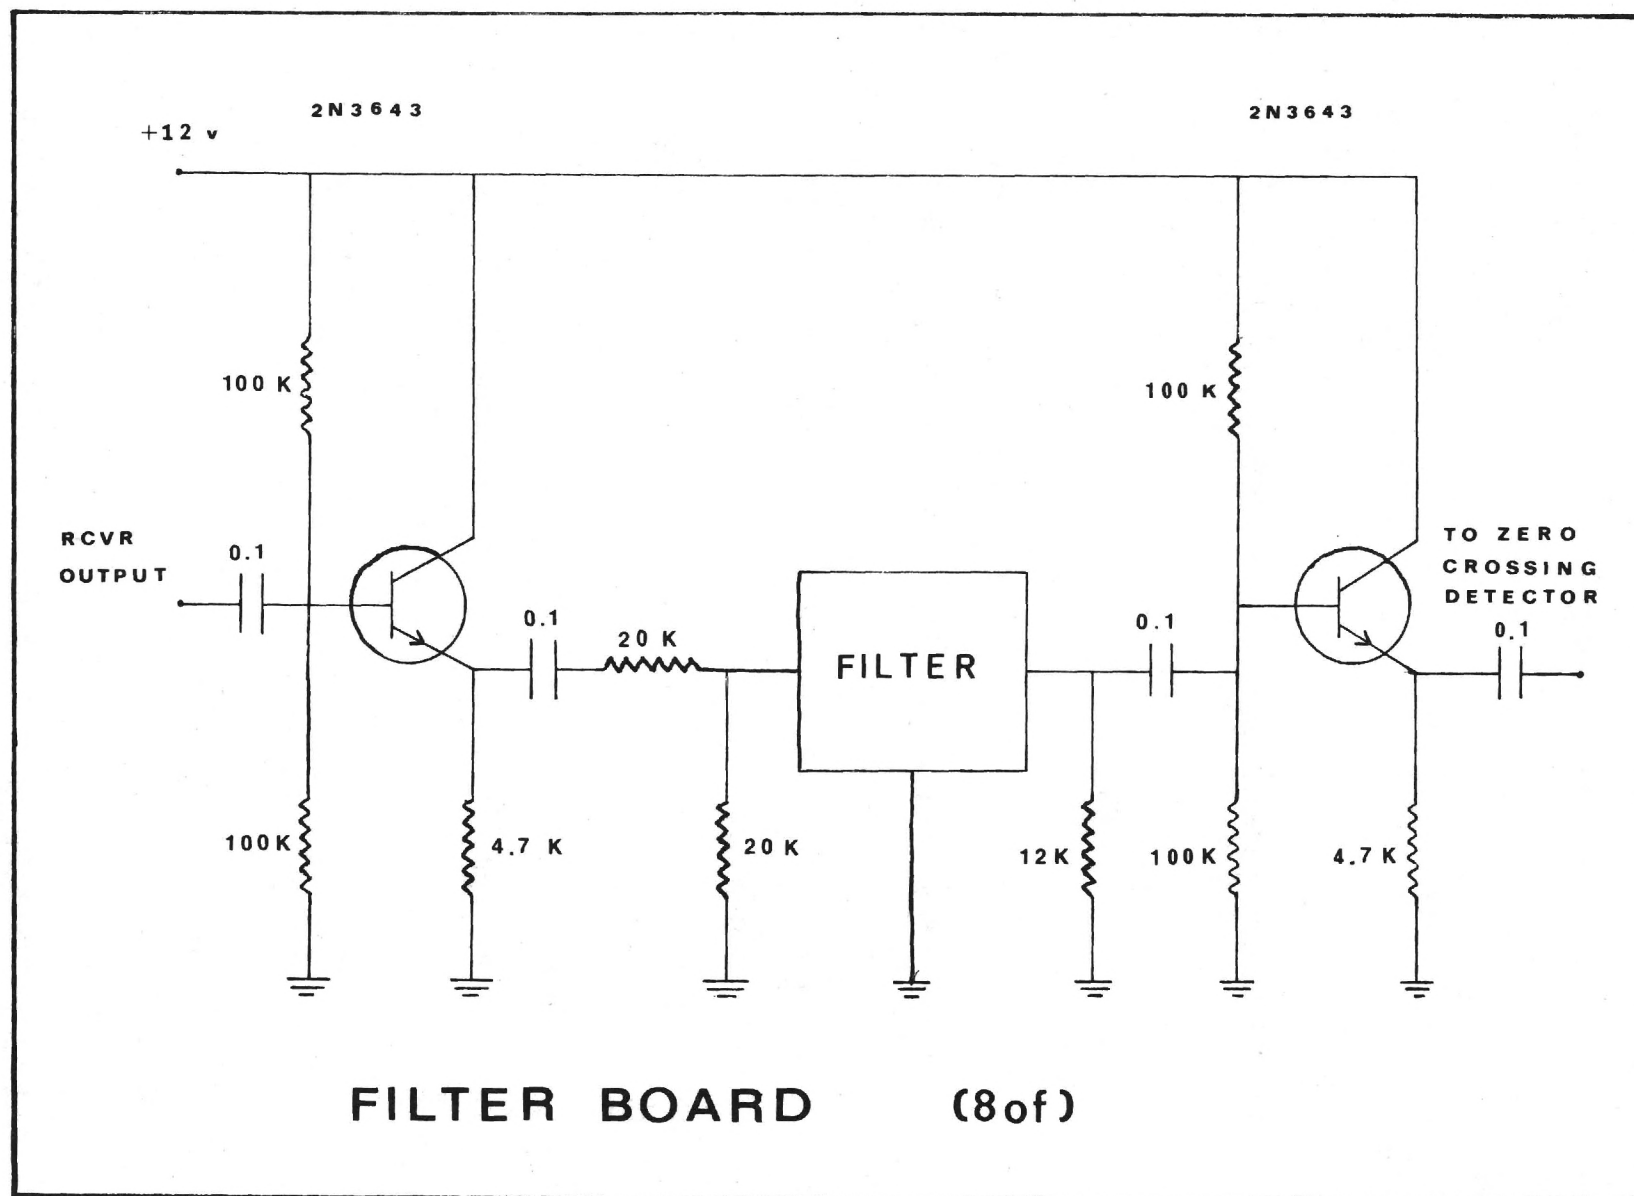 2N3643
2N3643
+12 v
100 K
100 K
RCVR
OUTPUT
0.1
0.1
20 K
FILTER
0.1
TO ZERO
CROSSING
DETECTOR
0.1
100K
4.7 K
20 K
12K
100K
4.7 K
FILTER BOARD (8of)